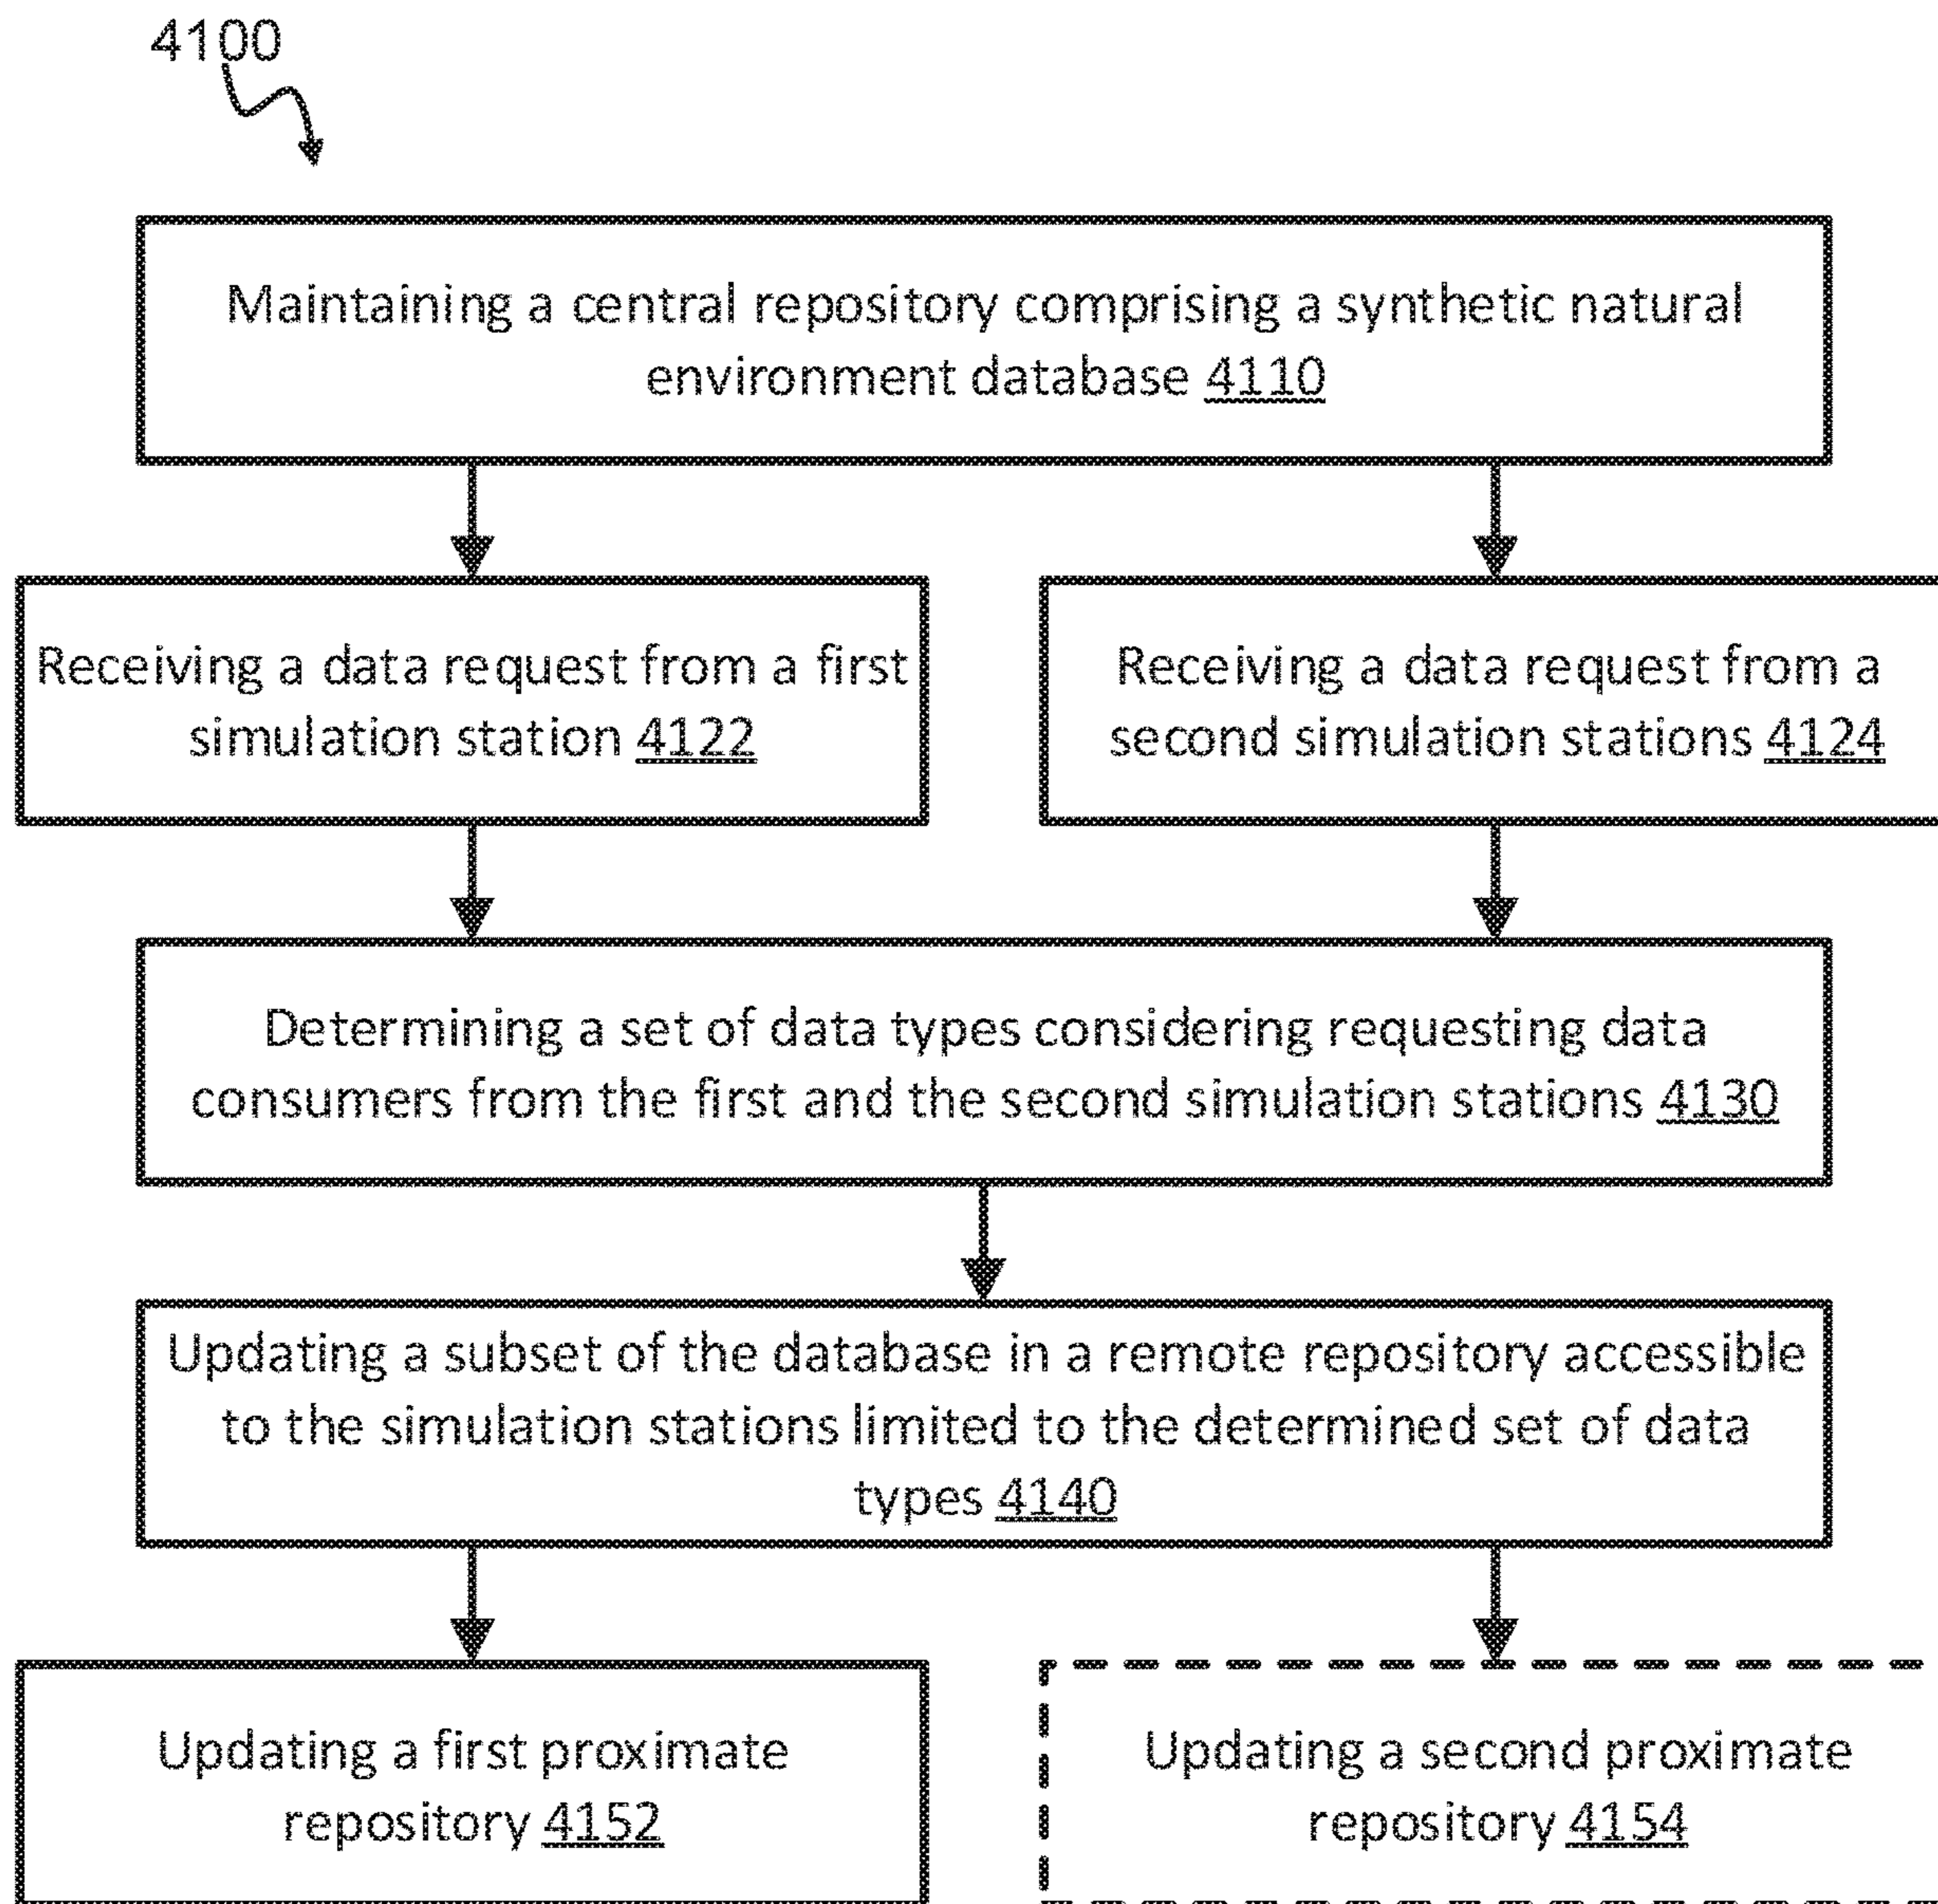 4100
Maintaining a central repository comprising a synthetic natural
environment database 4110
Receiving a data request from a first
simulation station 4122
Receiving a data request from a
second simulation stations 4124
Determining a set of data types considering requesting data
consumers from the first and the second simulation stations 4130
Updating a subset of the database in a remote repository accessible
to the simulation stations limited to the determined set of data
types 4140
Updating a first proximate
repository 4152
Updating a second proximate
repository 4154